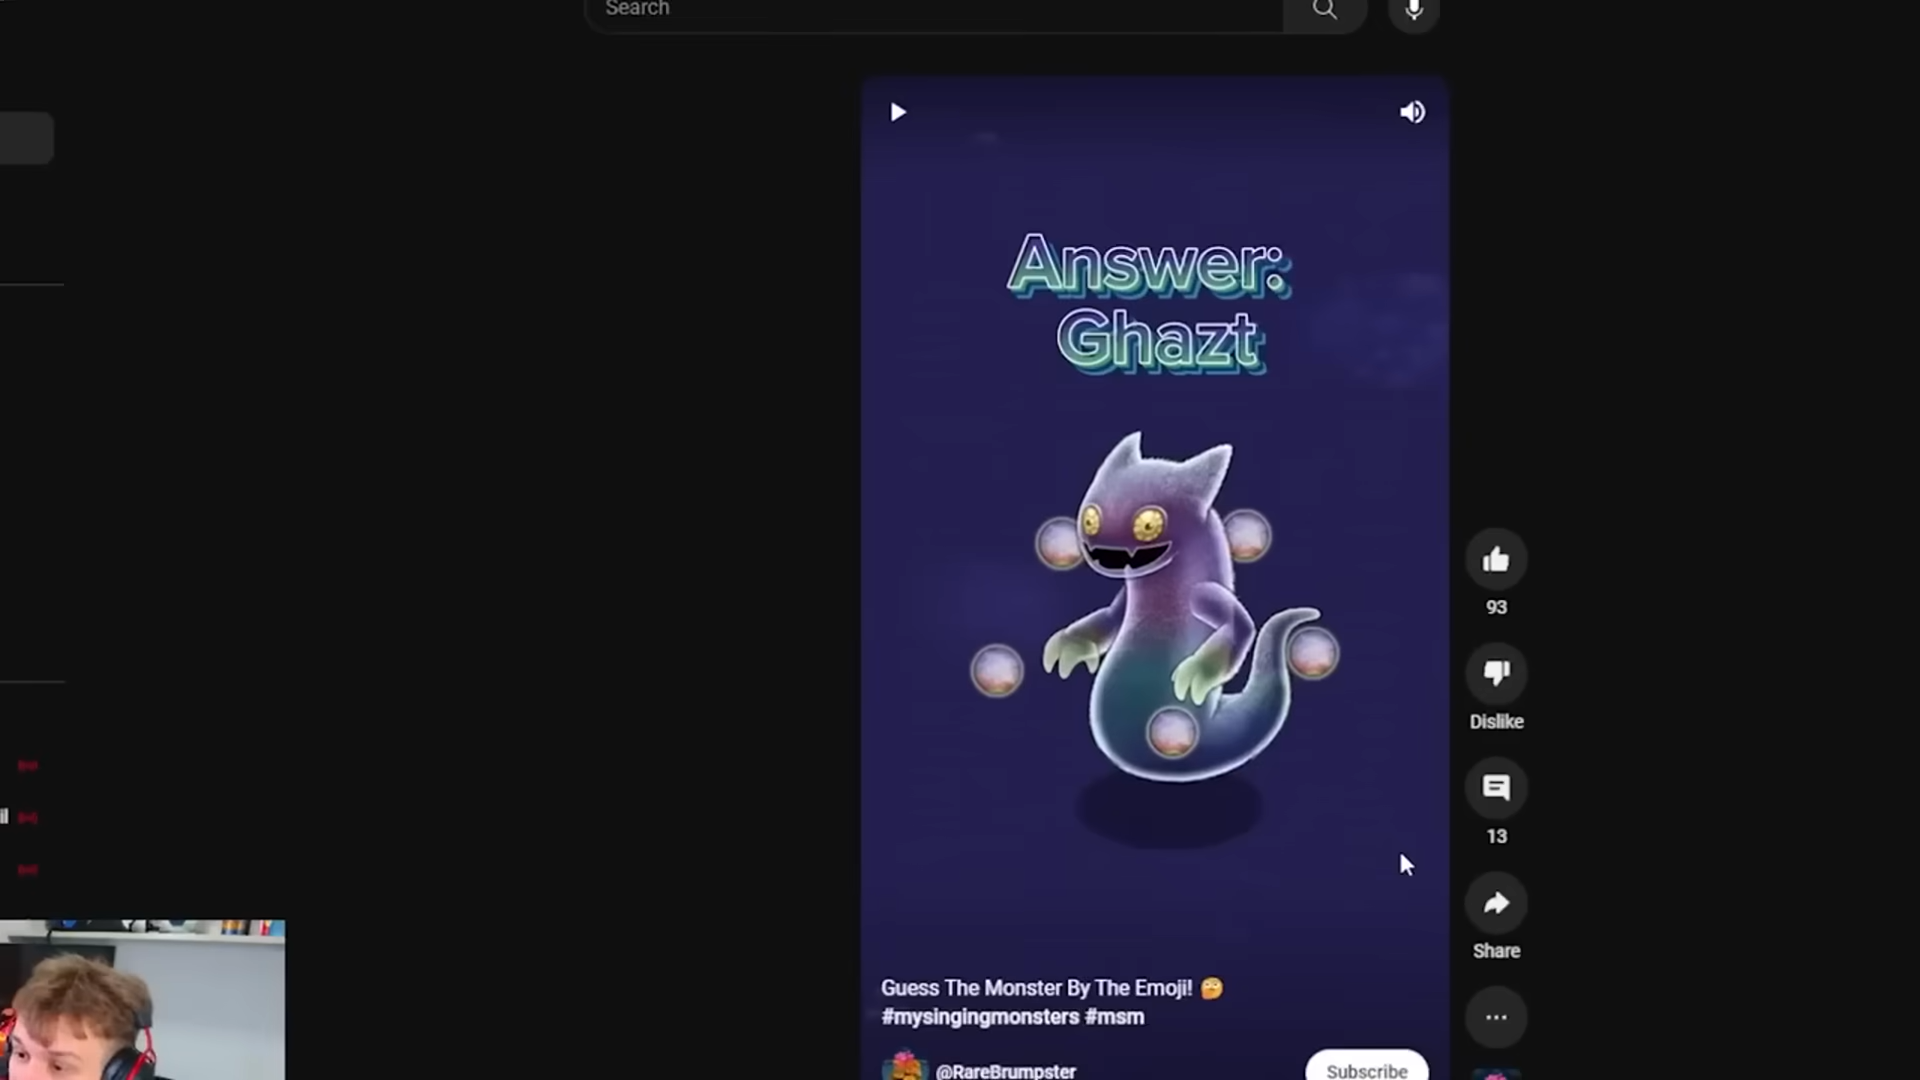 Search
Answer:
Ghazt
93
Dislike
13
Share
Guess The Monster By The Emoji! 🤔
#mysingingmonsters #msm
@RareBrumpster
Subscribe